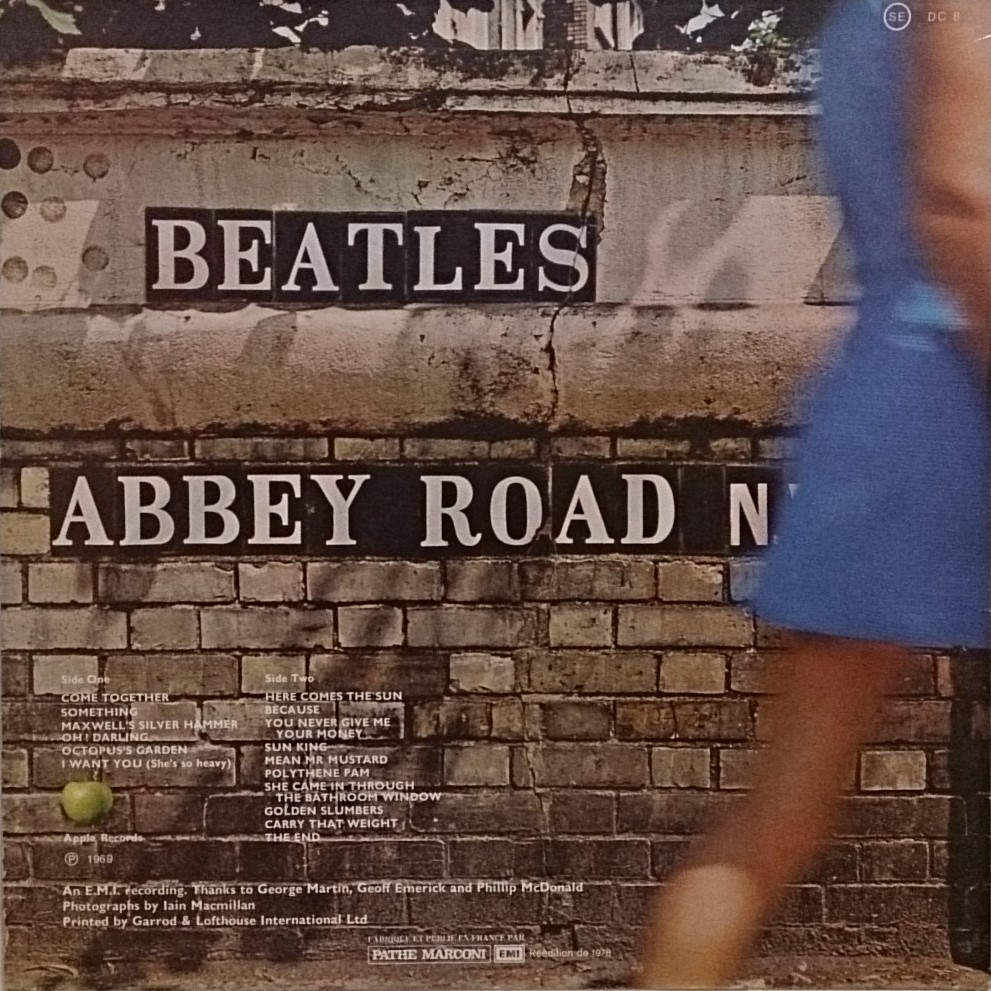 SE DC 8
BEATLES
ABBEY ROAD N
Side One
COME TOGETHER
SOMETHING
MAXWELL'S SILVER HAMMER
OH! DARLING
OCTOPUS'S GARDEN
I WANT YOU (She's so heavy)
Side Two
HERE COMES THE SUN
BECAUSE
YOU NEVER GIVE ME
YOUR MONEY
SUN KING
MEAN MR MUSTARD
POLYTHENE PAM
SHE CAME IN THROUGH
THE BATHROOM WINDOW
GOLDEN SLUMBERS
CARRY THAT WEIGHT
THE END
Apple Records
Ⓟ 1969
An E.M.I. recording. Thanks to George Martin, Geoff Emerick and Phillip McDonald
Photographs by Iain Macmillan
Printed by Garrod & Lofthouse International Ltd
FABRIQUE ET PUBLIE EN FRANCE PAR
PATHE MARCONI EMI Réédition de 1978